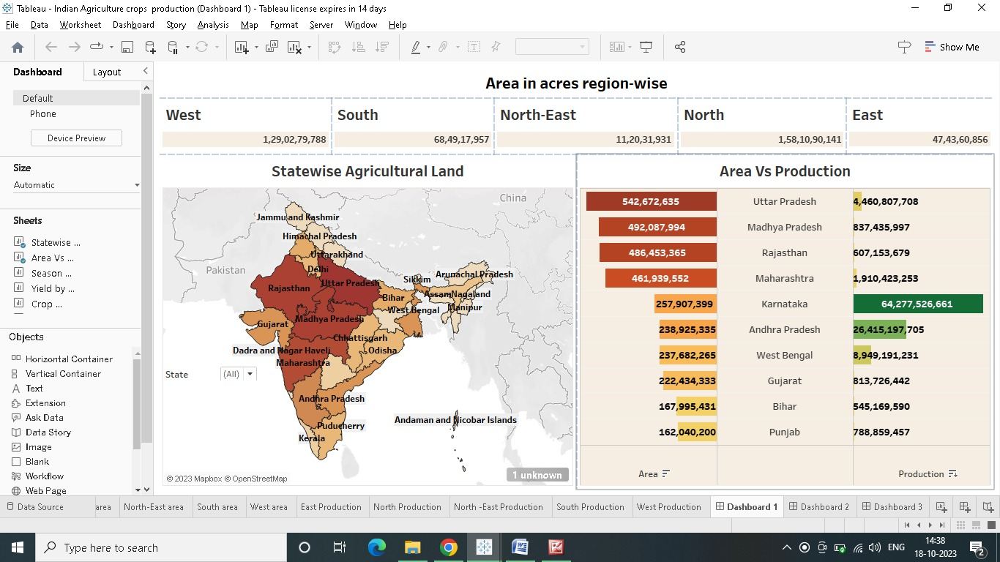 Tableau - Indian Agriculture crops production (Dashboard 1) - Tableau license expires in 14 days
File Data Worksheet Dashboard Story Analysis Map Format Server Window Help
Show Me
Dashboard Layout
Default
Phone
Device Preview
Size
Automatic
Sheets
Statewise ...
Area Vs ...
Season ...
Yield by ...
Crop ...
Objects
Horizontal Container
Vertical Container
Text
Extension
Ask Data
Data Story
Image
Blank
Workflow
Web Page
Area in acres region-wise
West South North-East North East
1,29,02,79,788 68,49,17,957 11,20,31,931 1,58,10,90,141 47,43,60,856
Statewise Agricultural Land
China
Jammu and Kashmir
Himachal Pradesh
Uttarakhand
Pakistan
Delhi
Arunachal Pradesh
Sikkim
Uttar Pradesh
Rajasthan
Assam Nagaland
Bihar
West Bengal Manipur
Madhya Pradesh
Gujarat
Chhattisgarh
Dadra and Nagar Haveli
Odisha
Maharashtra
State (All)
Andhra Pradesh
Andaman and Nicobar Islands
Puducherry
Kerala
© 2023 Mapbox © OpenStreetMap
1 unknown
Area Vs Production
542,672,635 Uttar Pradesh 4,460,807,708
492,087,994 Madhya Pradesh 837,435,997
486,453,365 Rajasthan 607,153,679
461,939,552 Maharashtra 1,910,423,253
257,907,399 Karnataka 64,277,526,661
238,925,335 Andhra Pradesh 26,415,197,705
237,682,265 West Bengal 8,949,191,231
222,434,333 Gujarat 813,726,442
167,995,431 Bihar 545,169,590
162,040,200 Punjab 788,859,457
Area Production
Data Source area North-East area South area West area East Production North Production North -East Production South Production West Production Dashboard 1 Dashboard 2 Dashboard 3
Type here to search
ENG
14:38
18-10-2023
2